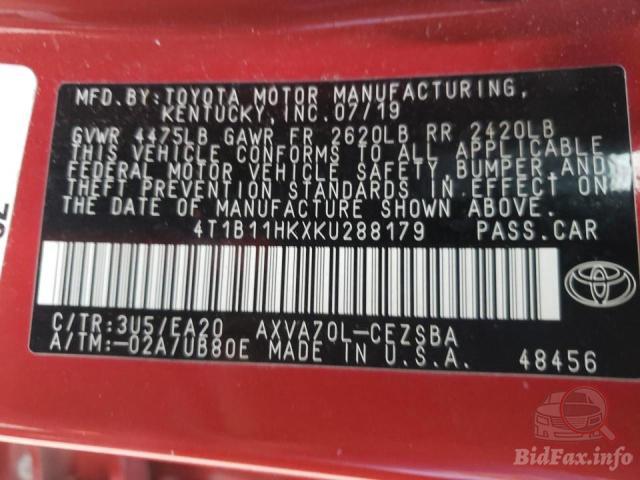 MFD. BY: TOYOTA MOTOR MANUFACTURING,
KENTUCKY, INC. 07/19
GVWR 4475LB GAWR FR 2620LB RR 2420LB
THIS VEHICLE CONFORMS TO ALL APPLICABLE
FEDERAL MOTOR VEHICLE SAFETY, BUMPER, AND
THEFT PREVENTION STANDARDS IN EFFECT ON
THE DATE OF MANUFACTURE SHOWN ABOVE.
4T1B11HKXKU288179 PASS.CAR
C/TR:3U5/EA20 AXVA70L-CEZSBA
A/TM:-02A/UB80E MADE IN U.S.A.
48456
TOYOTA
BidFax.info